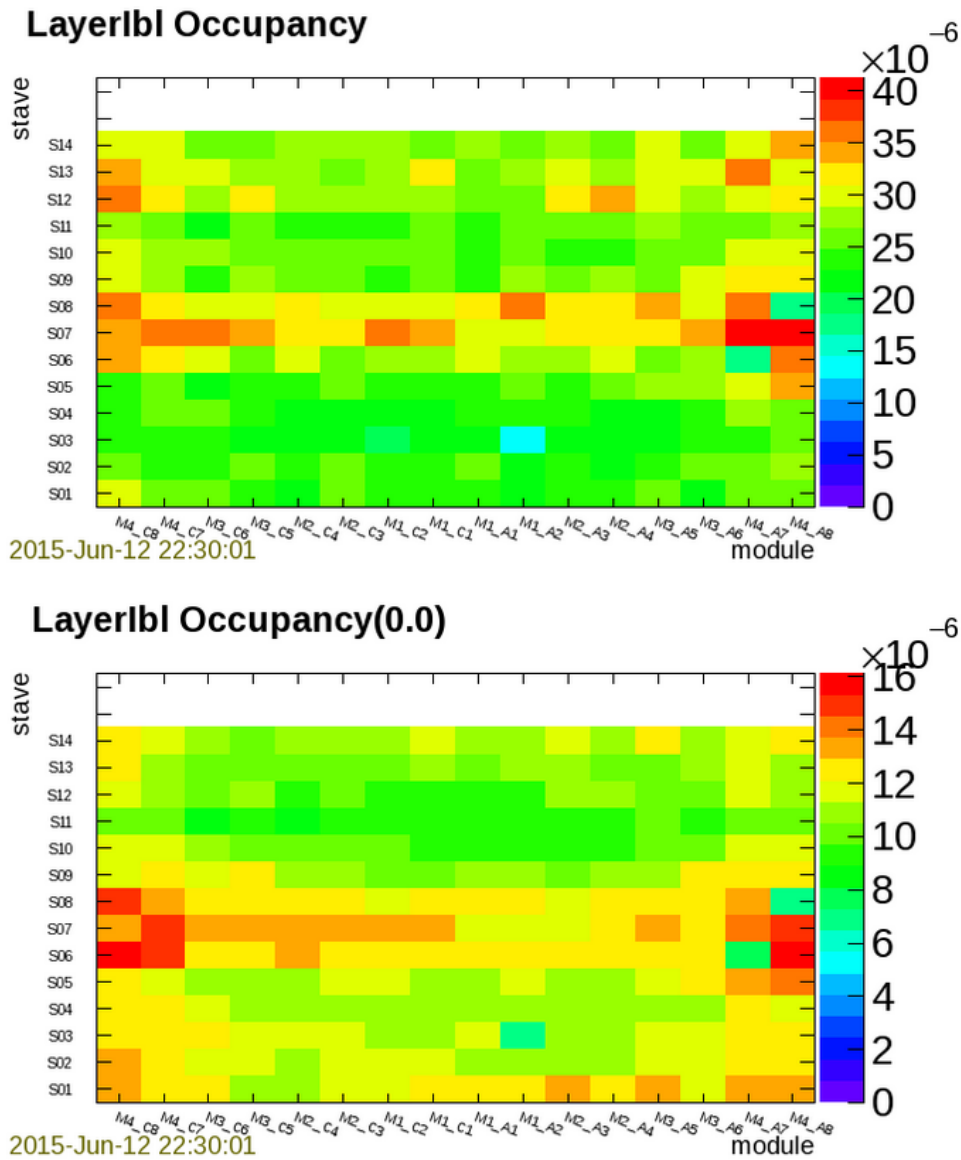 LayerIbl Occupancy
×10 –6
stave
40
35
30
25
20
15
10
5
0
S14
S13
S12
S11
S10
S09
S08
S07
S06
S05
S04
S03
S02
S01
M4_C8 M4_C7 M3_C6 M3_C5 M2_C4 M2_C3 M1_C2 M1_C1 M1_A1 M1_A2 M2_A3 M2_A4 M3_A5 M3_A6 M4_A7 M4_A8
2015-Jun-12 22:30:01 module
LayerIbl Occupancy(0.0)
×10 –6
stave
16
14
12
10
8
6
4
2
0
S14
S13
S12
S11
S10
S09
S08
S07
S06
S05
S04
S03
S02
S01
M4_C8 M4_C7 M3_C6 M3_C5 M2_C4 M2_C3 M1_C2 M1_C1 M1_A1 M1_A2 M2_A3 M2_A4 M3_A5 M3_A6 M4_A7 M4_A8
2015-Jun-12 22:30:01 module